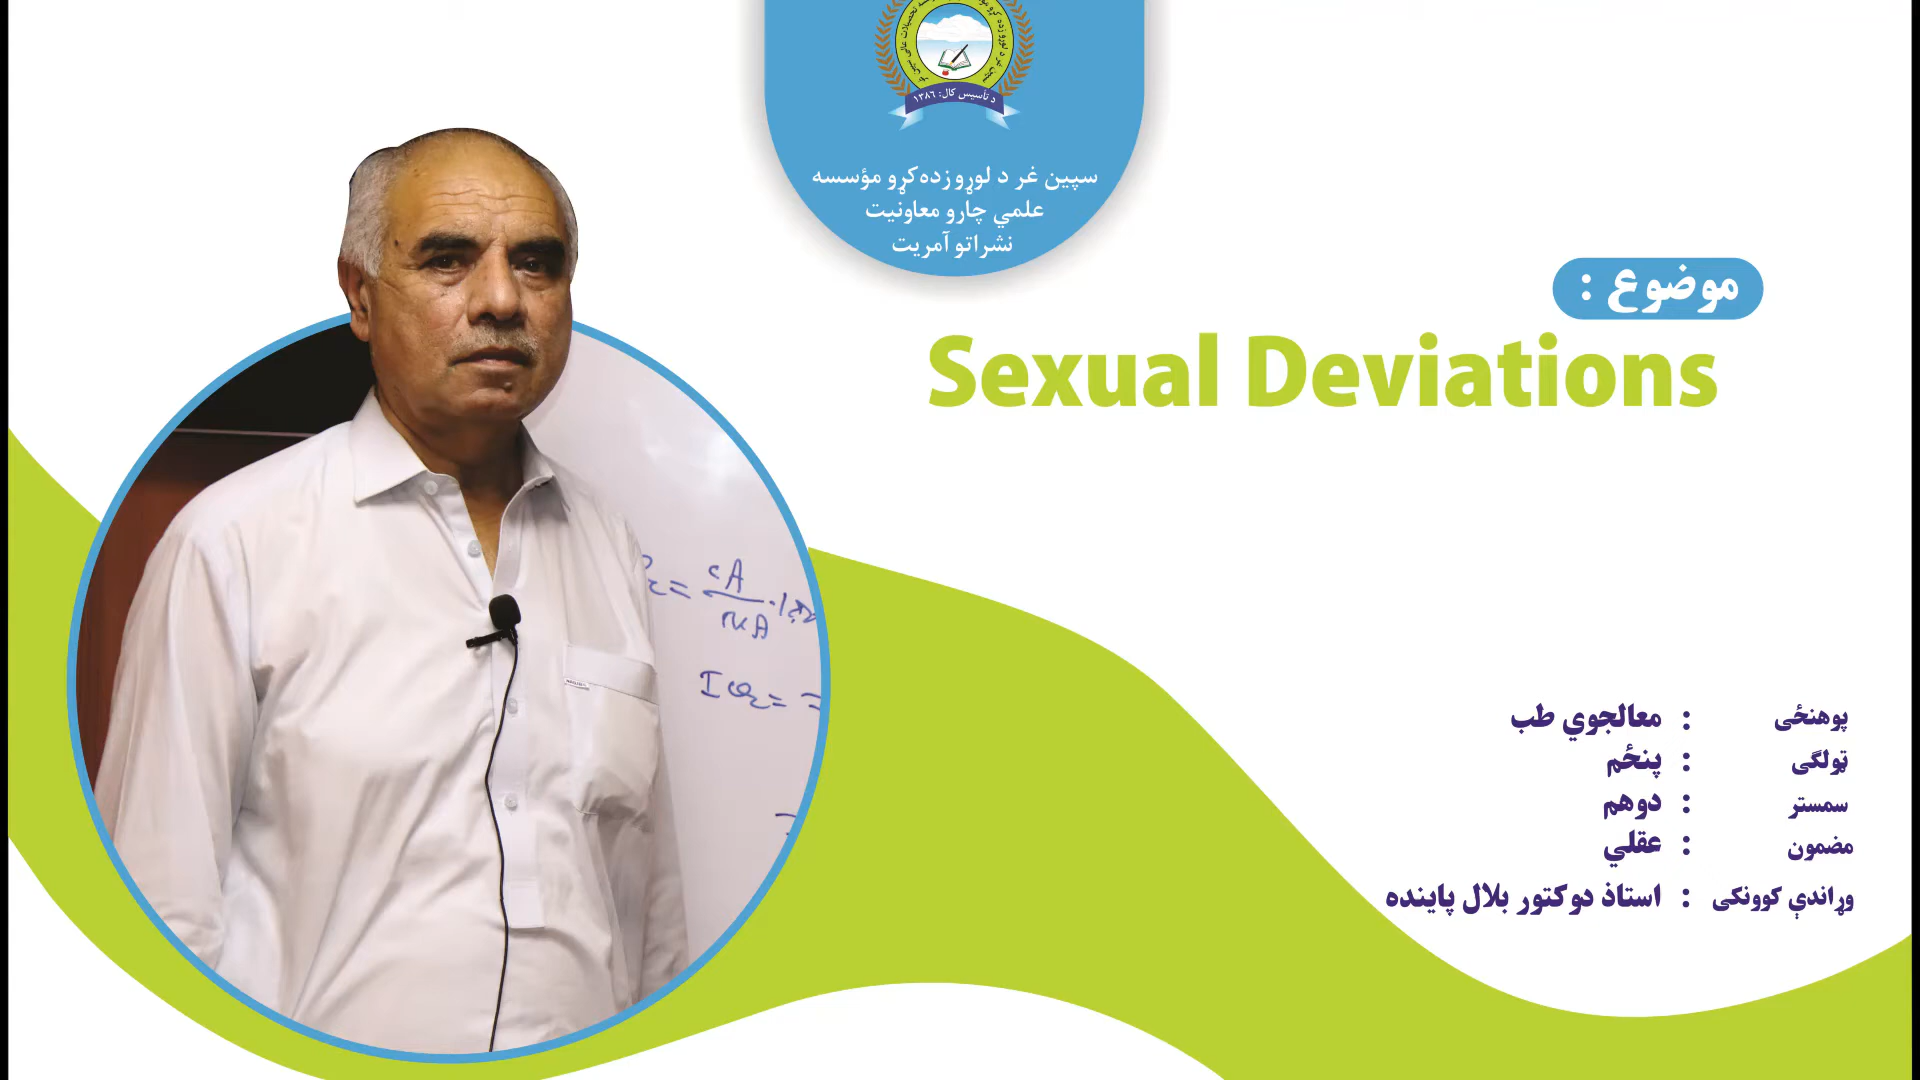 د تأسیس کال: ۱۳۸۶
سپین غر د لوړو زده کړو مؤسسه
علمي چارو معاونیت
نشراتو آمریت
موضوع :
Sexual Deviations
پوهنځی : معالجوي طب
ټولګی : پنځم
سمستر : دوهم
مضمون : عقلي
وړاندې کوونکی : استاذ دوکتور بلال پاینده